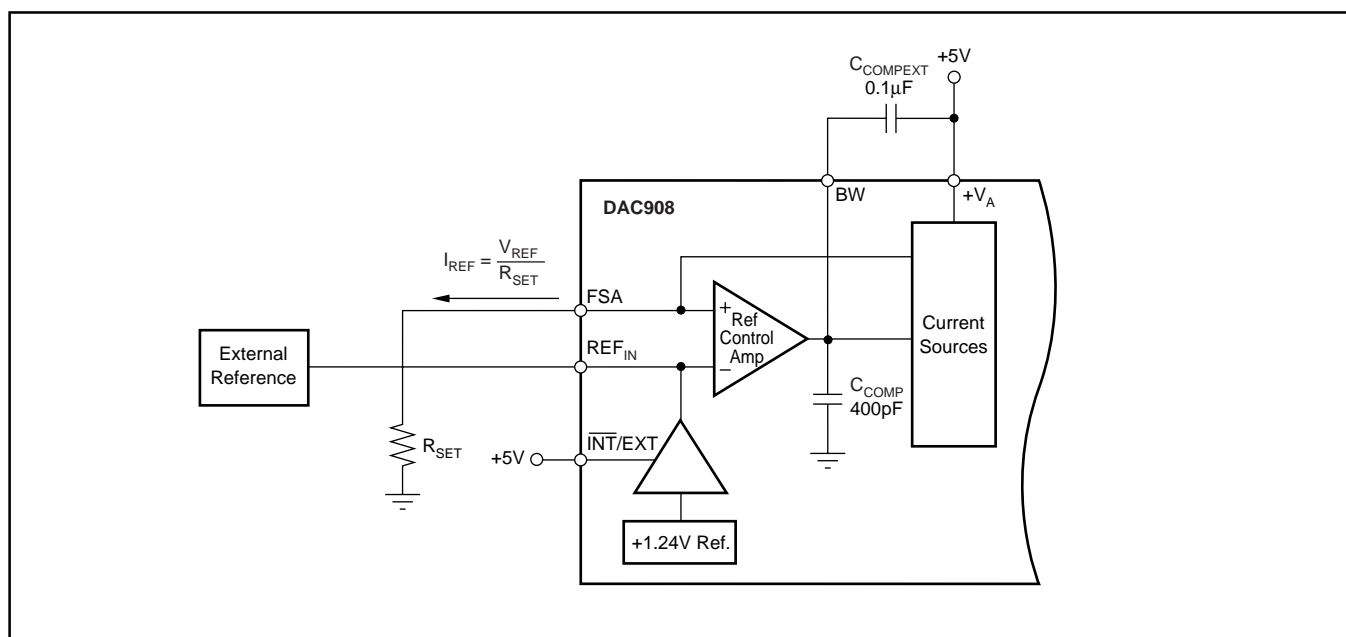 +5V
C_COMPEXT
0.1µF
BW
+V_A
DAC908
I_REF = V_REF / R_SET
FSA
+
Ref
Control
Amp
−
Current
Sources
External
Reference
REF_IN
C_COMP
400pF
R_SET
+5V
I̅N̅T̅/EXT
+1.24V Ref.